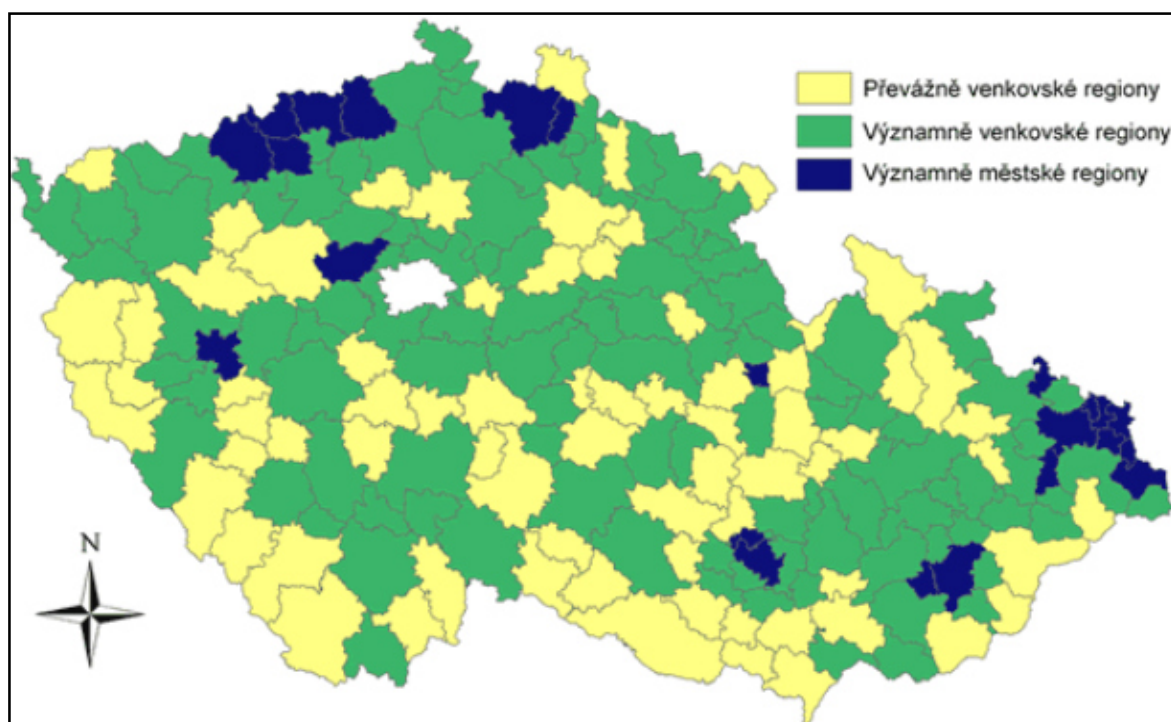 Převážně venkovské regiony
Významně venkovské regiony
Významně městské regiony
N